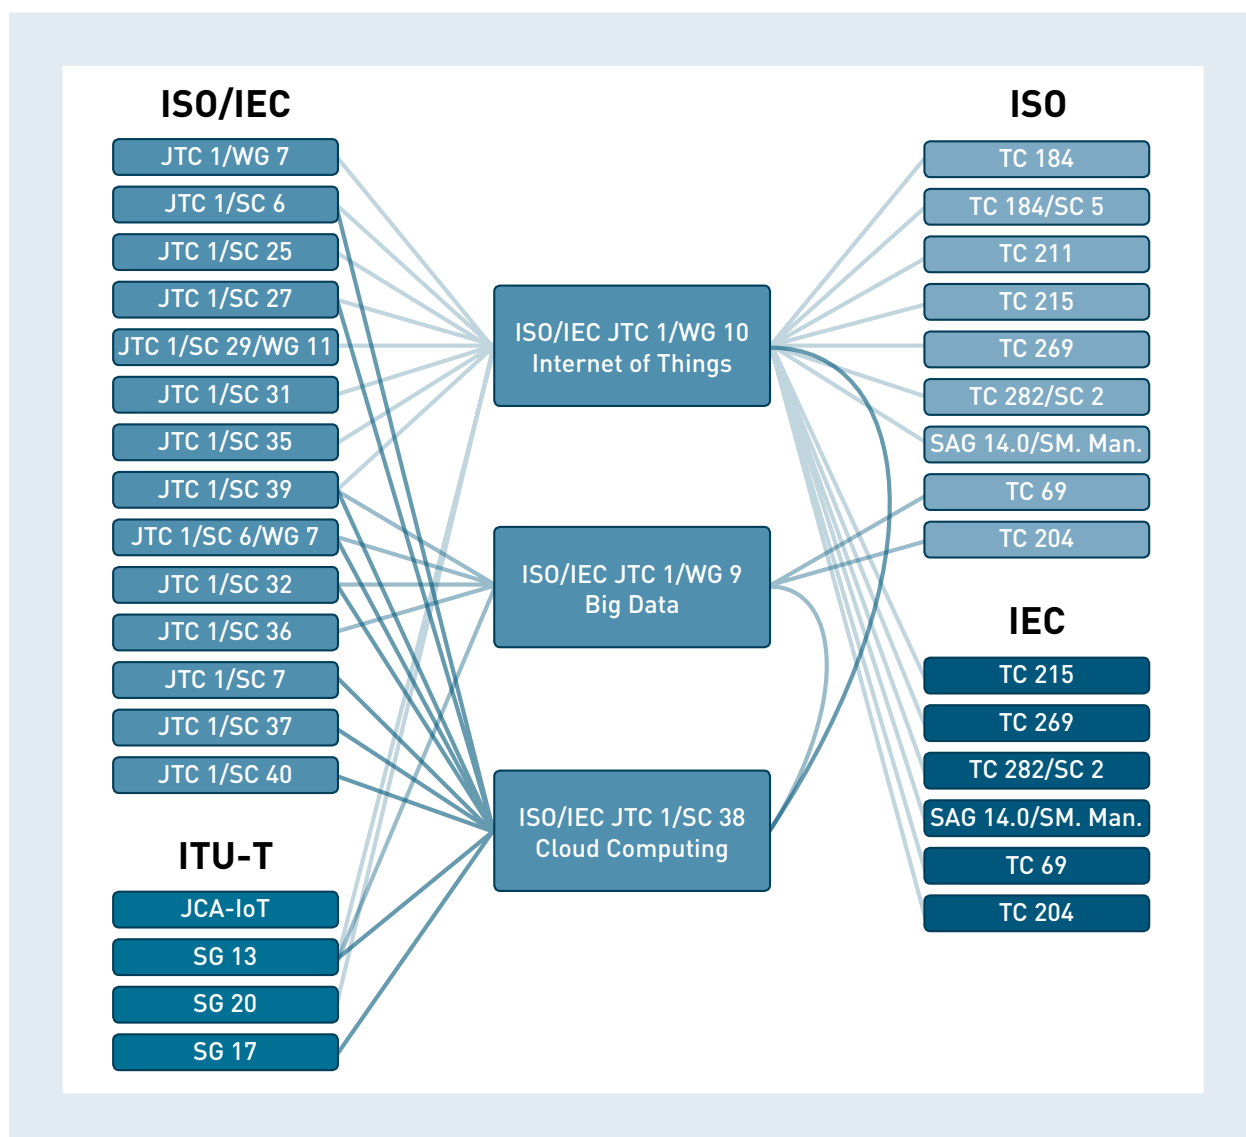 ISO/IEC
JTC 1/WG 7
JTC 1/SC 6
JTC 1/SC 25
JTC 1/SC 27
JTC 1/SC 29/WG 11
JTC 1/SC 31
JTC 1/SC 35
JTC 1/SC 39
JTC 1/SC 6/WG 7
JTC 1/SC 32
JTC 1/SC 36
JTC 1/SC 7
JTC 1/SC 37
JTC 1/SC 40
ITU-T
JCA-IoT
SG 13
SG 20
SG 17
ISO/IEC JTC 1/WG 10
Internet of Things
ISO/IEC JTC 1/WG 9
Big Data
ISO/IEC JTC 1/SC 38
Cloud Computing
ISO
TC 184
TC 184/SC 5
TC 211
TC 215
TC 269
TC 282/SC 2
SAG 14.0/SM. Man.
TC 69
TC 204
IEC
TC 215
TC 269
TC 282/SC 2
SAG 14.0/SM. Man.
TC 69
TC 204